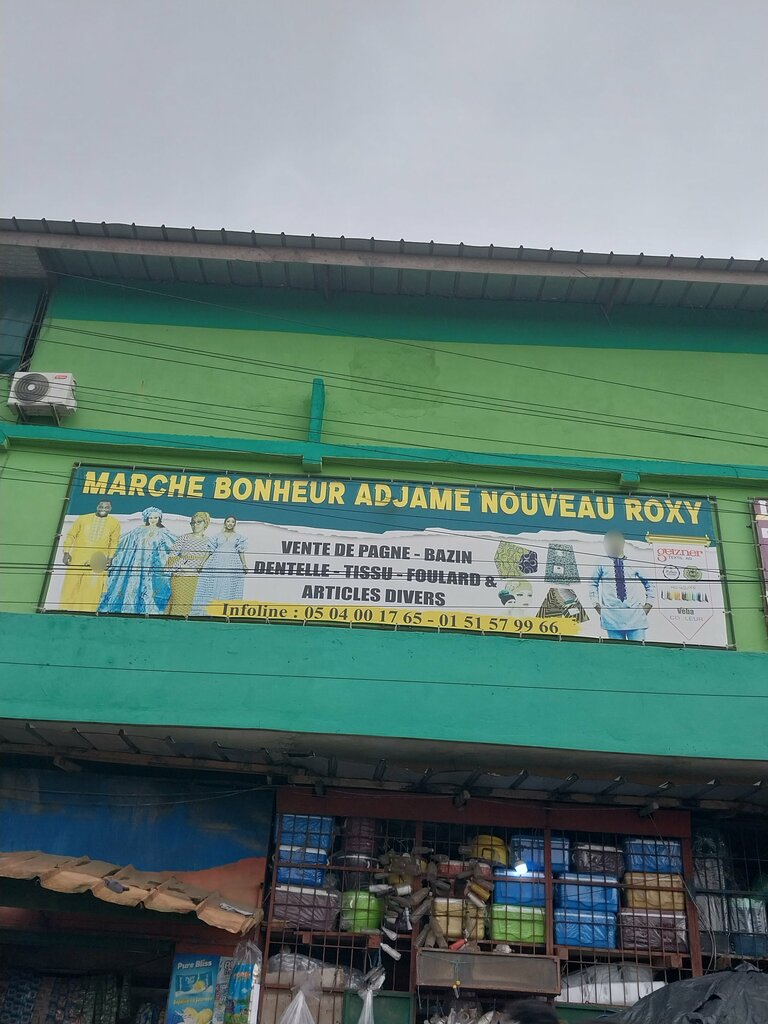 MARCHE BONHEUR ADJAME NOUVEAU ROXY
VENTE DE PAGNE - BAZIN
DENTELLE - TISSU - FOULARD &
ARTICLES DIVERS
Infoline : 05 04 00 17 65 - 01 51 57 99 66
getzner
Véba
Pure Bliss